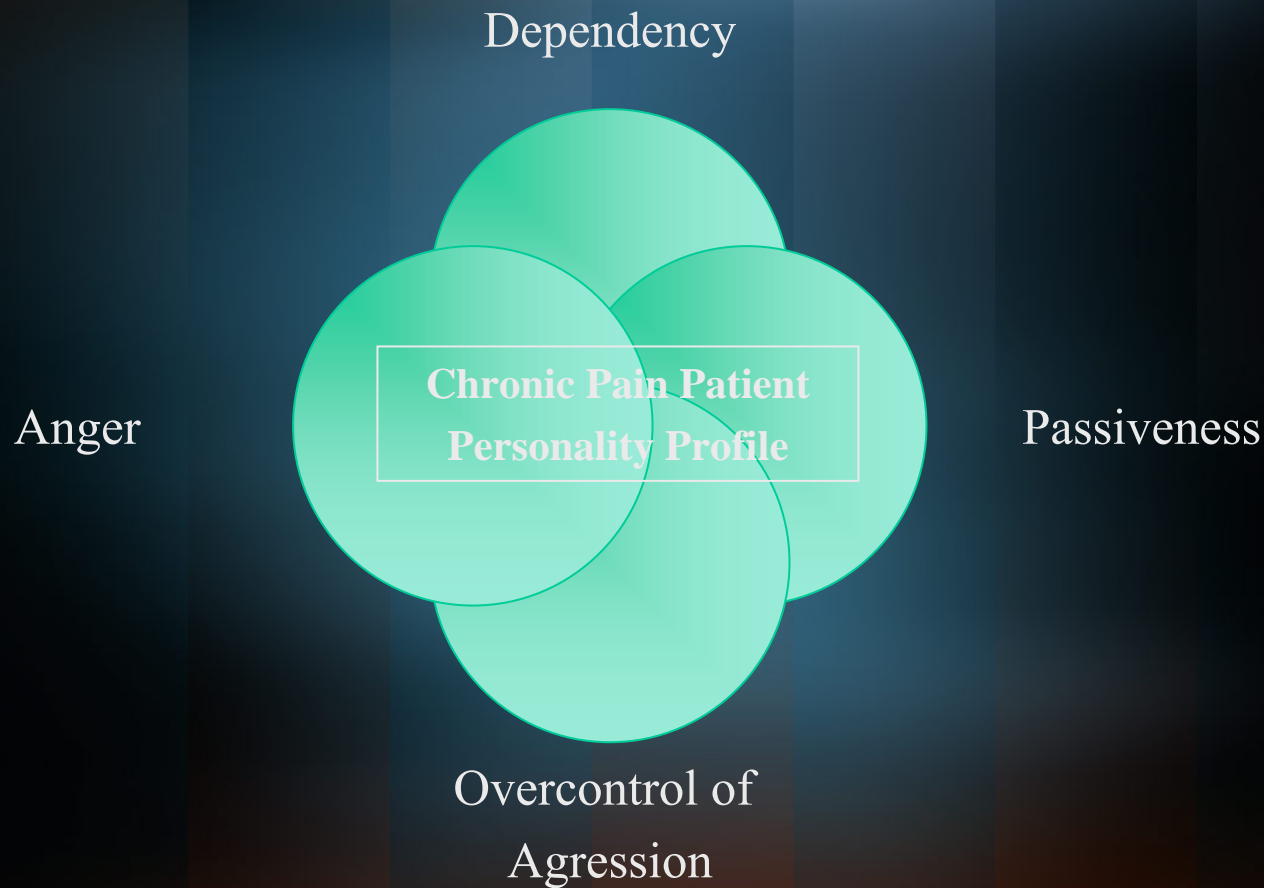 Dependency
Chronic Pain Patient
Personality Profile
Anger
Passiveness
Overcontrol of
Agression